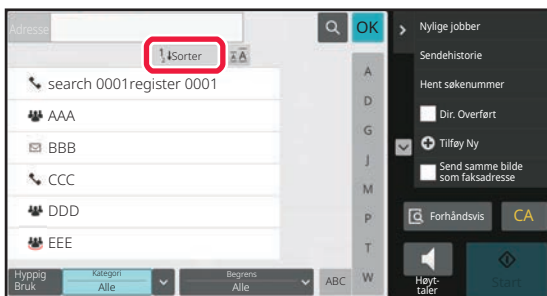 Adresse
OK
Sorter
AA
search 0001register 0001
AAA
BBB
CCC
DDD
EEE
A
D
G
J
M
P
T
W
Hyppig
Bruk
Kategori
Alle
Begrens
Alle
ABC
Nylige jobber
Sendehistorie
Hent søkenummer
Dir. Overført
Tilføy Ny
Send samme bilde
som faksadresse
Forhåndsvis
CA
Høyt-
taler
Start